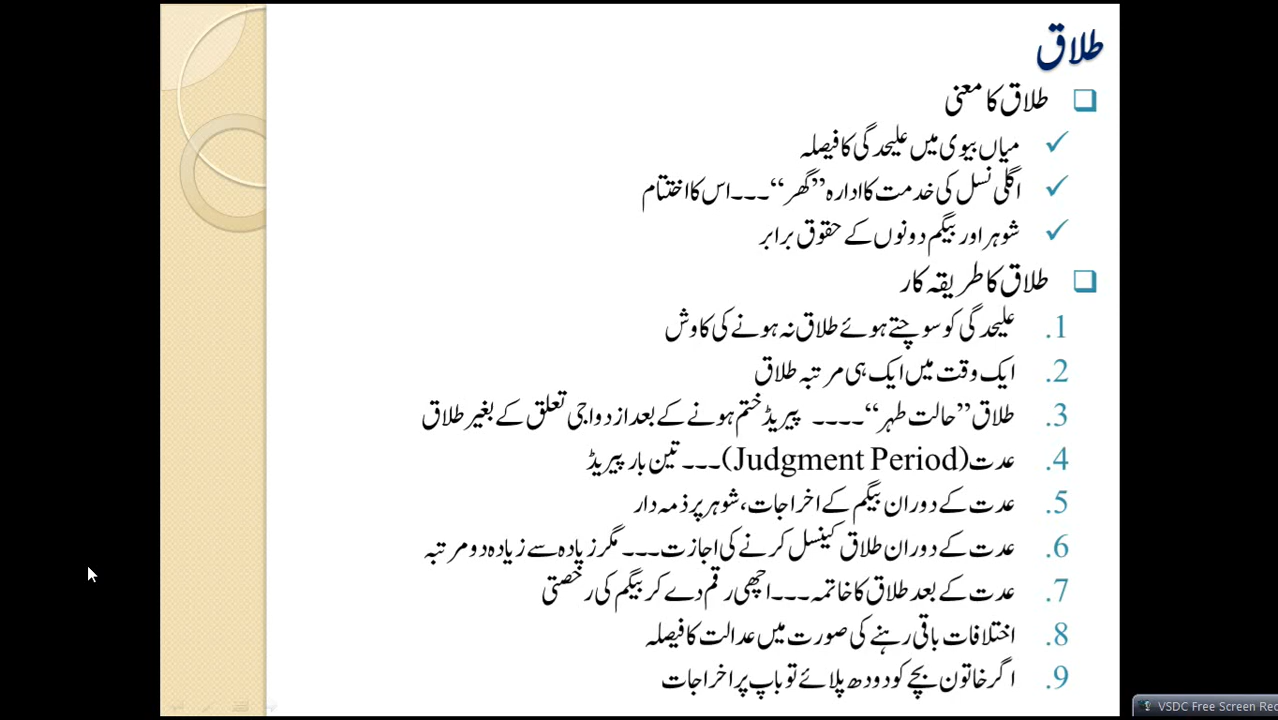 طلاق
❑ طلاق کا معنی
✓ میاں بیوی میں علیحدگی کا فیصلہ
✓ اگلی نسل کی خدمت کا ادارہ ”گھر“۔۔۔اس کا اختتام
✓ شوہر اور بیگم دونوں کے حقوق برابر
❑ طلاق کا طریقہ کار
1. علیحدگی کو سوچتے ہوئے طلاق نہ ہونے کی کاوش
2. ایک وقت میں ایک ہی مرتبہ طلاق
3. طلاق ”حالت طہر“۔۔۔۔ پیریڈ ختم ہونے کے بعد ازدواجی تعلق کے بغیر طلاق
4. عدت (Judgment Period)۔۔۔تین بار پیریڈ
5. عدت کے دوران بیگم کے اخراجات، شوہر پر ذمہ دار
6. عدت کے دوران طلاق کینسل کرنے کی اجازت۔۔۔مگر زیادہ سے زیادہ دو مرتبہ
7. عدت کے بعد طلاق کا خاتمہ۔۔۔اچھی رقم دے کر بیگم کی رخصتی
8. اختلافات باقی رہنے کی صورت میں عدالت کا فیصلہ
9. اگر خاتون بچے کو دودھ پلائے تو باپ پر اخراجات
VSDC Free Screen Rec